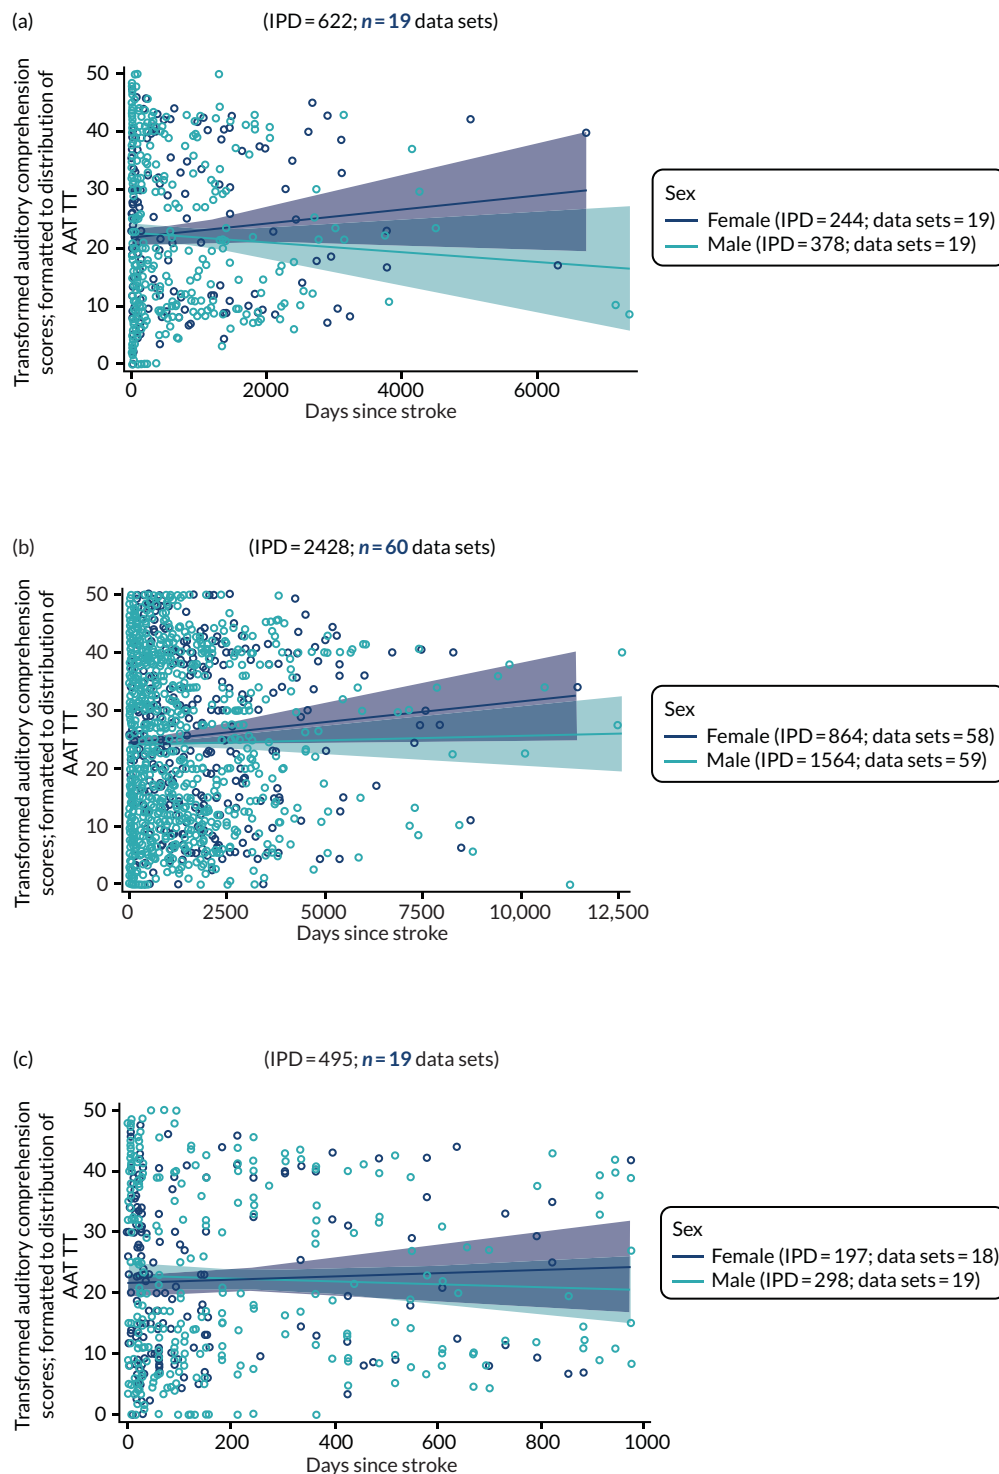 (a)
(IPD = 622; n = 19 data sets)
Transformed auditory comprehension
scores; formatted to distribution of
AAT TT
50
40
30
20
10
0
0 2000 4000 6000
Days since stroke
Sex
Female (IPD = 244; data sets = 19)
Male (IPD = 378; data sets = 19)
(b)
(IPD = 2428; n = 60 data sets)
Transformed auditory comprehension
scores; formatted to distribution of
AAT TT
50
40
30
20
10
0
0 2500 5000 7500 10,000 12,500
Days since stroke
Sex
Female (IPD = 864; data sets = 58)
Male (IPD = 1564; data sets = 59)
(c)
(IPD = 495; n = 19 data sets)
Transformed auditory comprehension
scores; formatted to distribution of
AAT TT
50
40
30
20
10
0
0 200 400 600 800 1000
Days since stroke
Sex
Female (IPD = 197; data sets = 18)
Male (IPD = 298; data sets = 19)